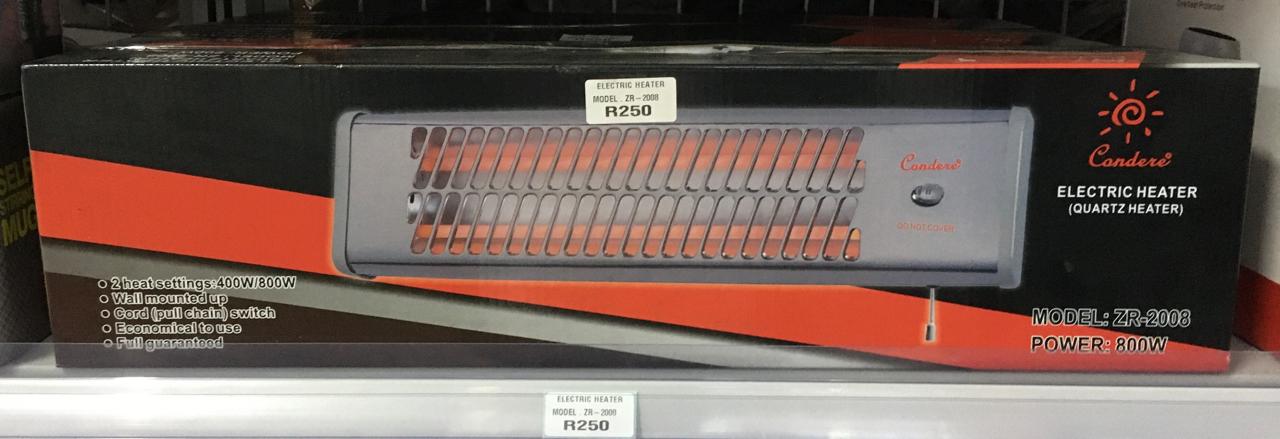 ELECTRIC HEATER
MODEL . ZR-2008
R250
Condere
DO NOT COVER
Condere
ELECTRIC HEATER
(QUARTZ HEATER)
2 heat settings:400W/800W
Wall mounted up
Cord (pull chain) switch
Economical to use
Full guaranteed
MODEL: ZR-2008
POWER: 800W
SELF
MUG
ELECTRIC HEATER
MODEL . ZR-2008
R250